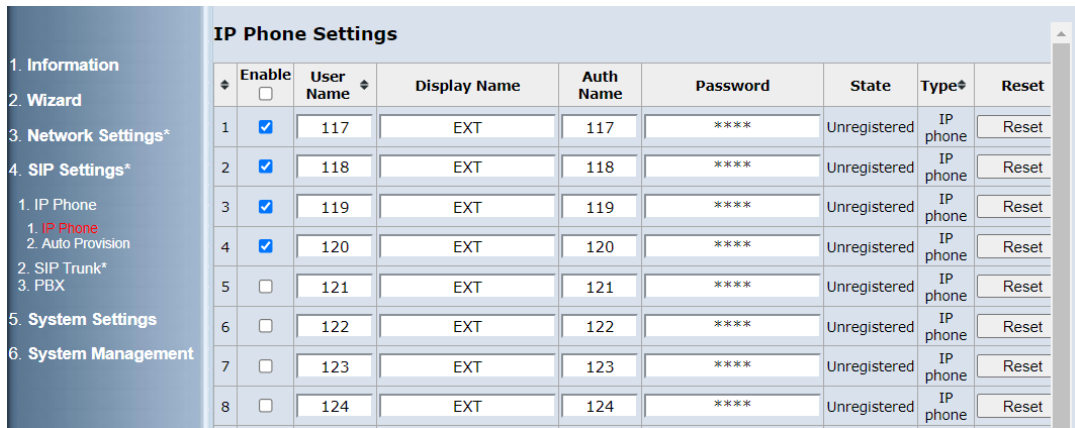 IP Phone Settings
1. Information
2. Wizard
3. Network Settings*
4. SIP Settings*
1. IP Phone
1. IP Phone
2. Auto Provision
2. SIP Trunk*
3. PBX
5. System Settings
6. System Management
Enable User Name Display Name Auth Name Password State Type Reset
1 117 EXT 117 **** Unregistered IP phone Reset
2 118 EXT 118 **** Unregistered IP phone Reset
3 119 EXT 119 **** Unregistered IP phone Reset
4 120 EXT 120 **** Unregistered IP phone Reset
5 121 EXT 121 **** Unregistered IP phone Reset
6 122 EXT 122 **** Unregistered IP phone Reset
7 123 EXT 123 **** Unregistered IP phone Reset
8 124 EXT 124 **** Unregistered IP phone Reset